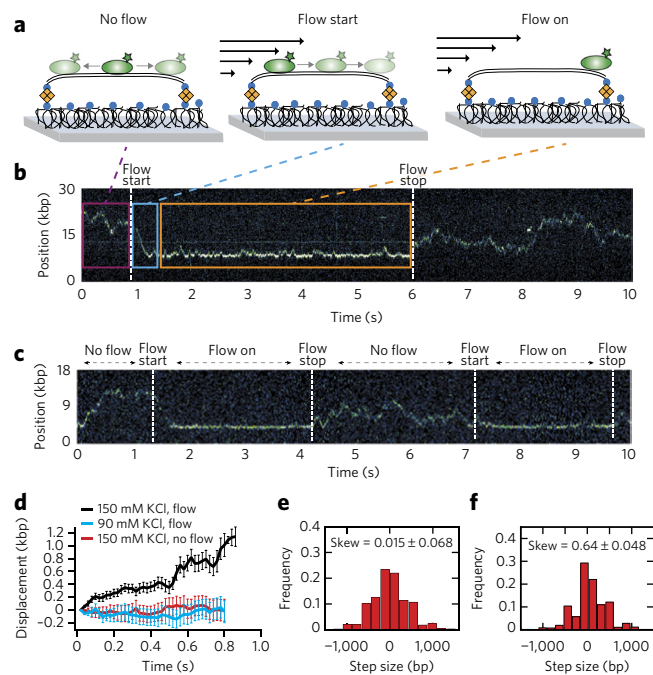 a
No flow
Flow start
Flow on
b
Flow
start
Flow
stop
Position (kbp)
30
15
0
0 1 2 3 4 5 6 7 8 9 10
Time (s)
c
No flow
Flow
start
Flow on
Flow
stop
No flow
Flow
start
Flow on
Flow
stop
Position (kbp)
18
9
0
0 1 2 3 4 5 6 7 8 9 10
Time (s)
d
150 mM KCl, flow
90 mM KCl, flow
150 mM KCl, no flow
Displacement (kbp)
1.2
1.0
0.8
0.6
0.4
0.2
0
−0.2
0 0.2 0.4 0.6 0.8 1.0
Time (s)
e
Skew = 0.015 ± 0.068
Frequency
0.4
0.3
0.2
0.1
0
−1,000 0 1,000
Step size (bp)
f
Skew = 0.64 ± 0.048
Frequency
0.4
0.3
0.2
0.1
0
−1,000 0 1,000
Step size (bp)